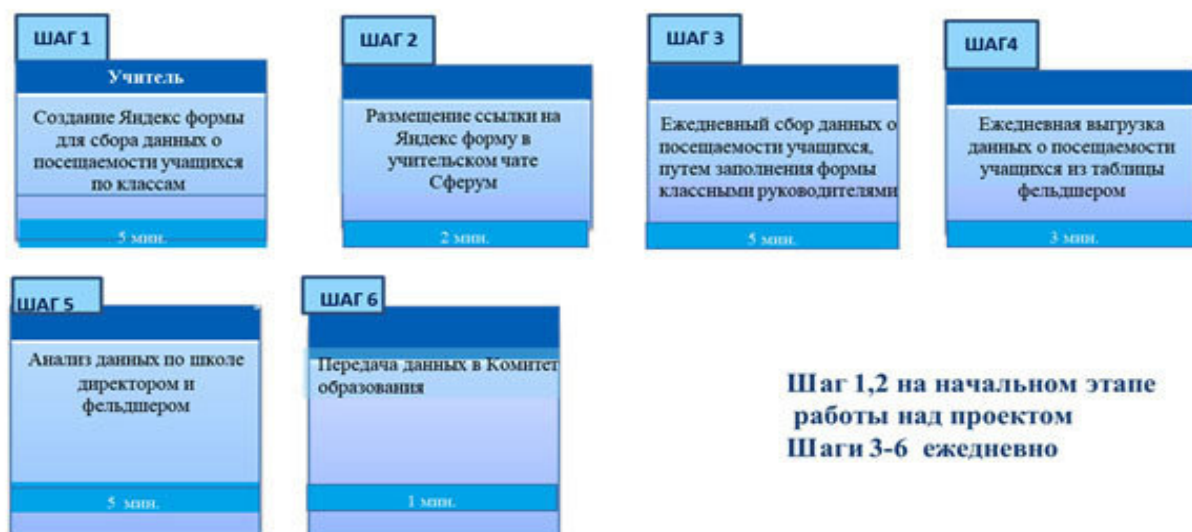 ШАГ 1
Учитель
Создание Яндекс формы
для сбора данных о
посещаемости учащихся
по классам
5 мин.
ШАГ 2
Размещение ссылки на
Яндекс форму в
учительском чате
Сферум
2 мин.
ШАГ 3
Ежедневный сбор данных о
посещаемости учащихся,
путем заполнения формы
классными руководителями
5 мин.
ШАГ4
Ежедневная выгрузка
данных о посещаемости
учащихся из таблицы
фельдшером
3 мин.
ШАГ 5
Анализ данных по школе
директором и
фельдшером
5 мин.
ШАГ 6
Передача данных в Комитет
образования
1 мин.
Шаг 1,2 на начальном этапе
работы над проектом
Шаги 3-6 ежедневно